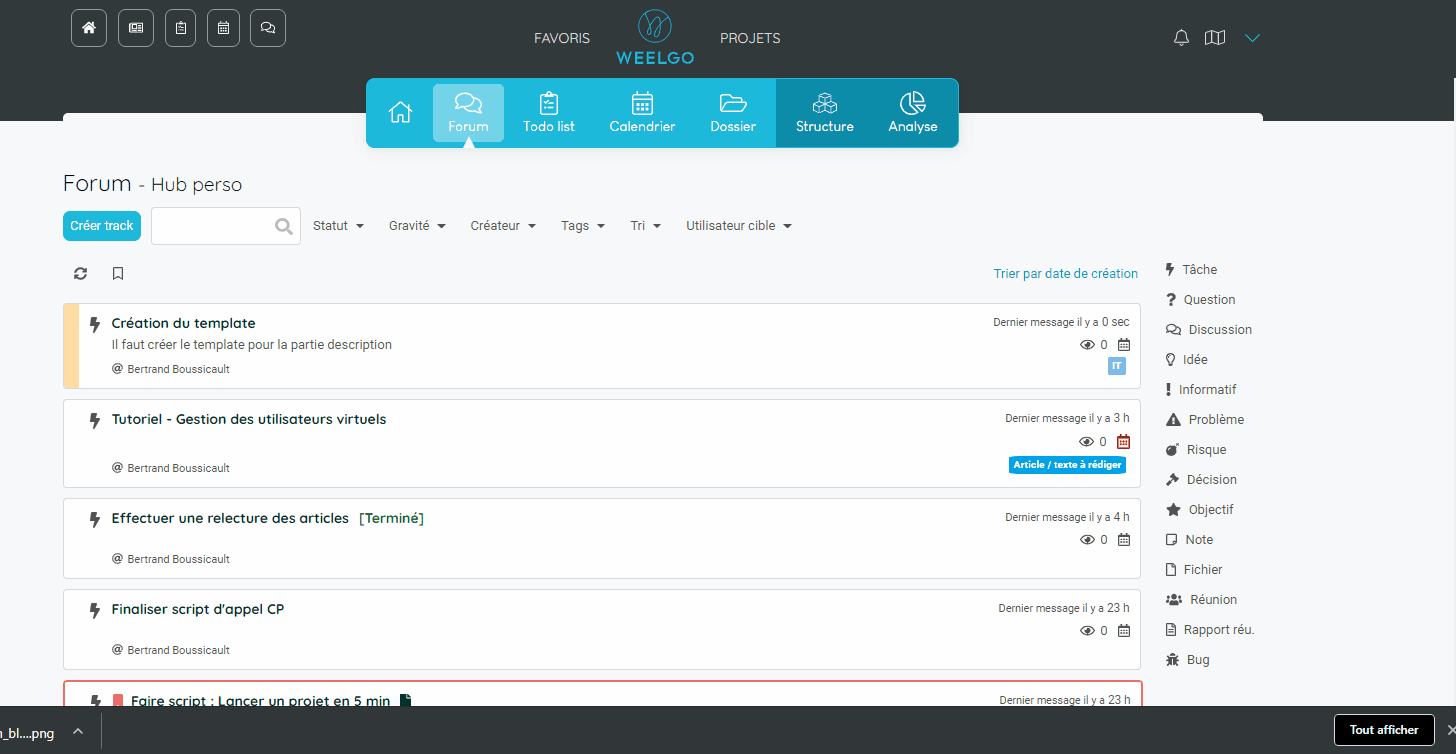 FAVORIS
WEELGO
PROJETS
Forum
Todo list
Calendrier
Dossier
Structure
Analyse
Forum - Hub perso
Créer track
Statut
Gravité
Créateur
Tags
Tri
Utilisateur cible
Trier par date de création
Création du template
Dernier message il y a 0 sec
Il faut créer le template pour la partie description
0
@ Bertrand Boussicault
IT
Tutoriel - Gestion des utilisateurs virtuels
Dernier message il y a 3 h
0
@ Bertrand Boussicault
Article / texte à rédiger
Effectuer une relecture des articles [Terminé]
Dernier message il y a 4 h
0
@ Bertrand Boussicault
Finaliser script d'appel CP
Dernier message il y a 23 h
0
@ Bertrand Boussicault
Faire script : Lancer un projet en 5 min
Dernier message il y a 23 h
Tâche
Question
Discussion
Idée
Informatif
Problème
Risque
Décision
Objectif
Note
Fichier
Réunion
Rapport réu.
Bug
_bl....png
Tout afficher